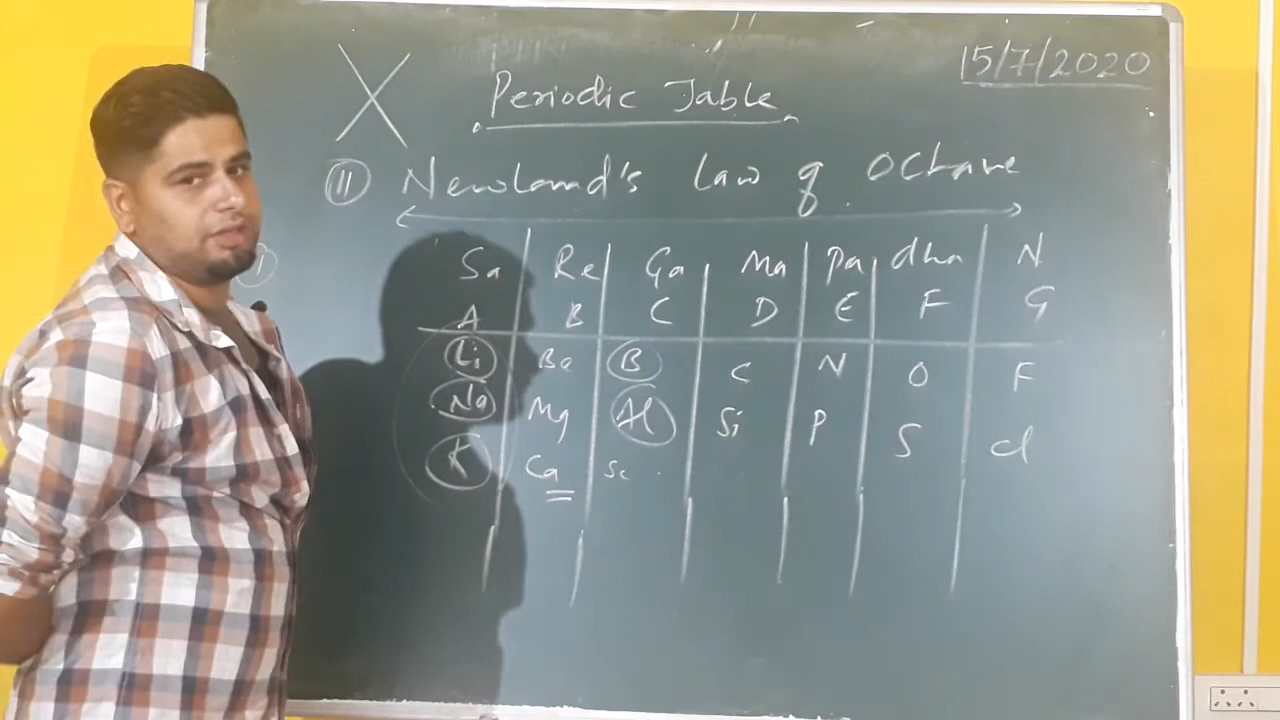 15/7/2020
X Periodic Table
II Newland's Law of Octave
Sa Re Ga Ma Pa dha N
A B C D E F G
Li Be B C N O F
Na Mg Al Si P S Cl
K Ca Sc